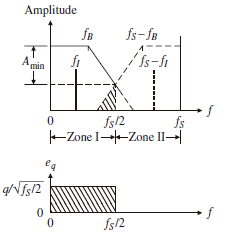 Amplitude
f_B f_S–f_B
A_min f_I f_S–f_I
0 f_S/2 f_S f
Zone I Zone II
e_q
q/√f_S/2
0
0 f_S/2 f